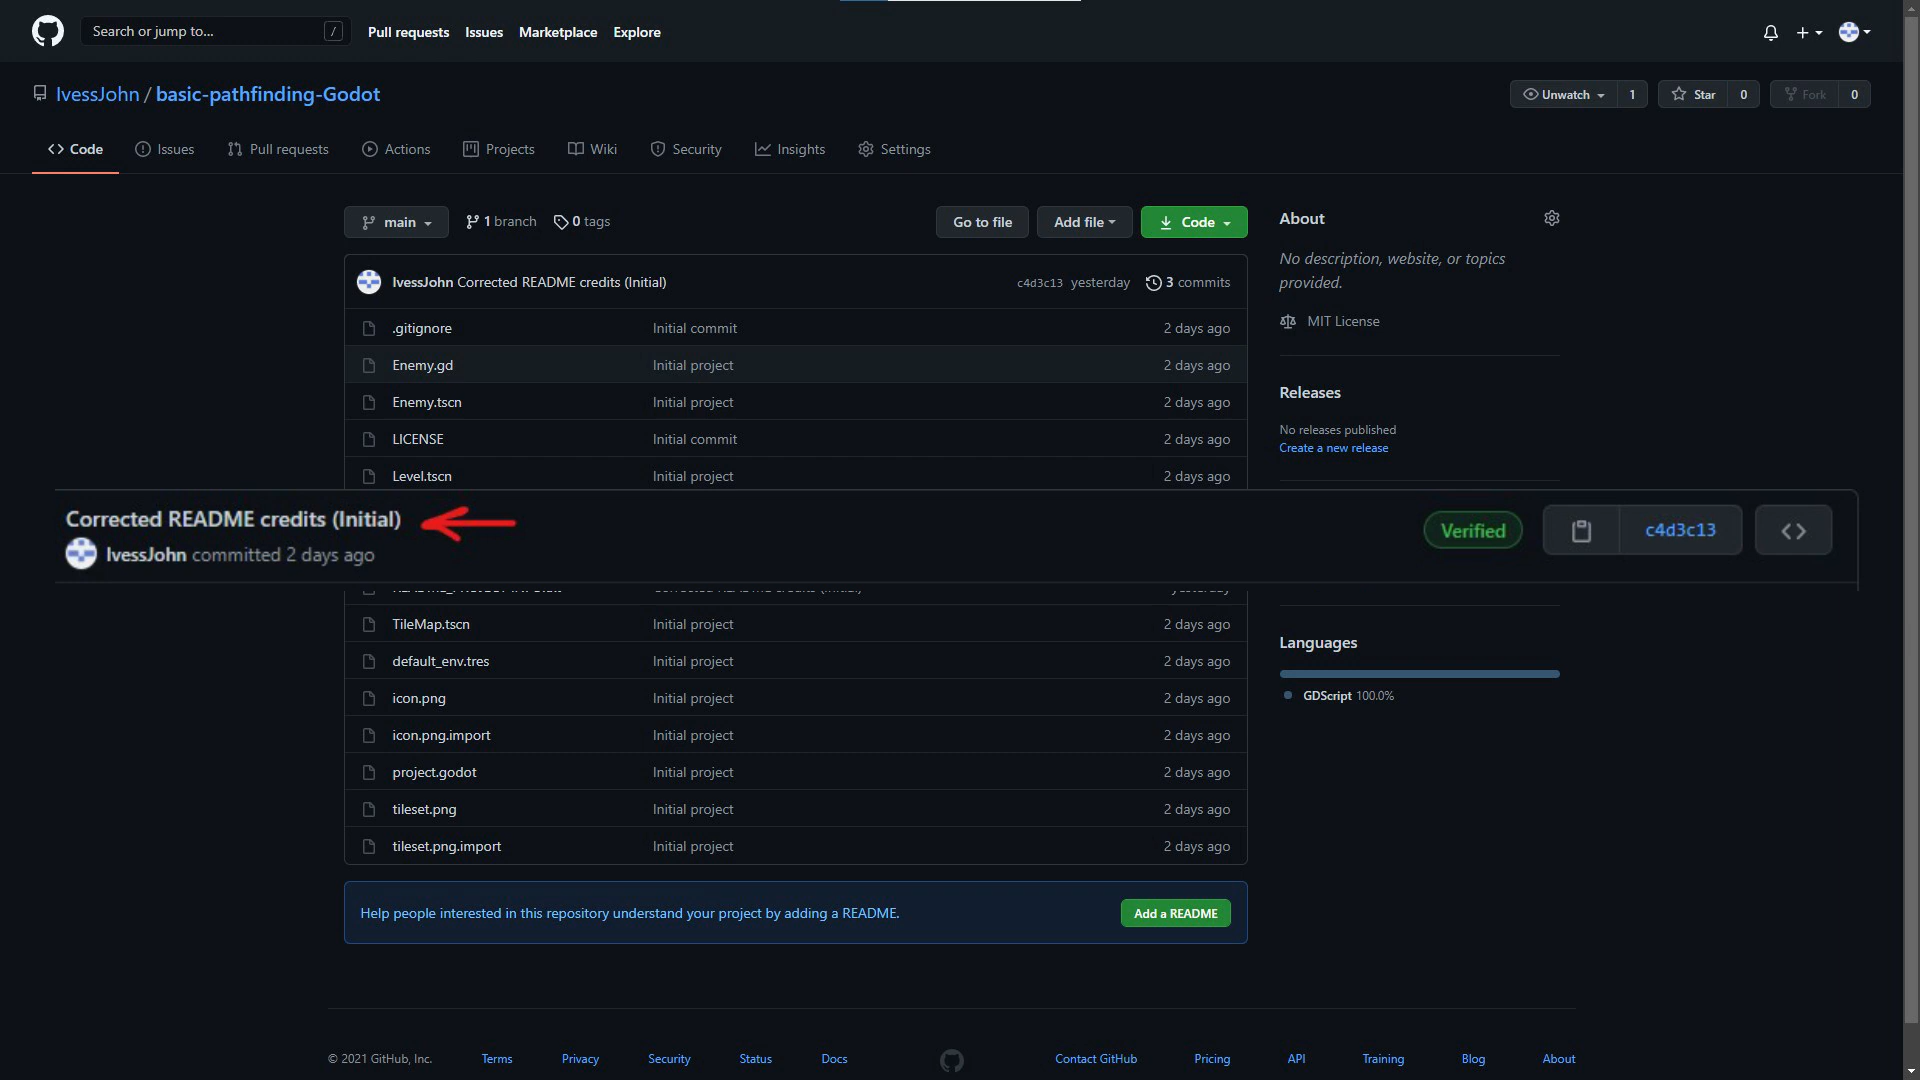 Search or jump to... /
Pull requests Issues Marketplace Explore
IvessJohn / basic-pathfinding-Godot
Unwatch 1 Star 0 Fork 0
Code Issues Pull requests Actions Projects Wiki Security Insights Settings
main 1 branch 0 tags Go to file Add file Code
IvessJohn Corrected README credits (Initial) c4d3c13 yesterday 3 commits
.gitignore Initial commit 2 days ago
Enemy.gd Initial project 2 days ago
Enemy.tscn Initial project 2 days ago
LICENSE Initial commit 2 days ago
Level.tscn Initial project 2 days ago
Corrected README credits (Initial)
IvessJohn committed 2 days ago
Verified c4d3c13
TileMap.tscn Initial project 2 days ago
default_env.tres Initial project 2 days ago
icon.png Initial project 2 days ago
icon.png.import Initial project 2 days ago
project.godot Initial project 2 days ago
tileset.png Initial project 2 days ago
tileset.png.import Initial project 2 days ago
Help people interested in this repository understand your project by adding a README. Add a README
About
No description, website, or topics
provided.
MIT License
Releases
No releases published
Create a new release
Languages
GDScript 100.0%
© 2021 GitHub, Inc. Terms Privacy Security Status Docs Contact GitHub Pricing API Training Blog About